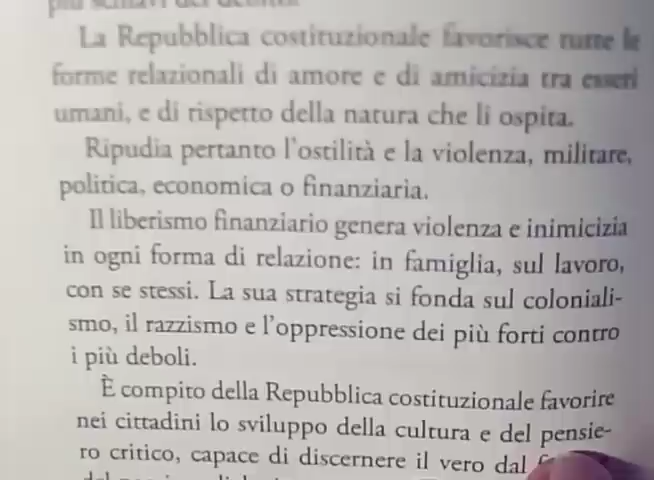 più schiavi del debito.
La Repubblica costituzionale favorisce tutte le
forme relazionali di amore e di amicizia tra esseri
umani, e di rispetto della natura che li ospita.
Ripudia pertanto l'ostilità e la violenza, militare,
politica, economica o finanziaria.
Il liberismo finanziario genera violenza e inimicizia
in ogni forma di relazione: in famiglia, sul lavoro,
con se stessi. La sua strategia si fonda sul coloniali-
smo, il razzismo e l'oppressione dei più forti contro
i più deboli.
È compito della Repubblica costituzionale favorire
nei cittadini lo sviluppo della cultura e del pensie-
ro critico, capace di discernere il vero dal